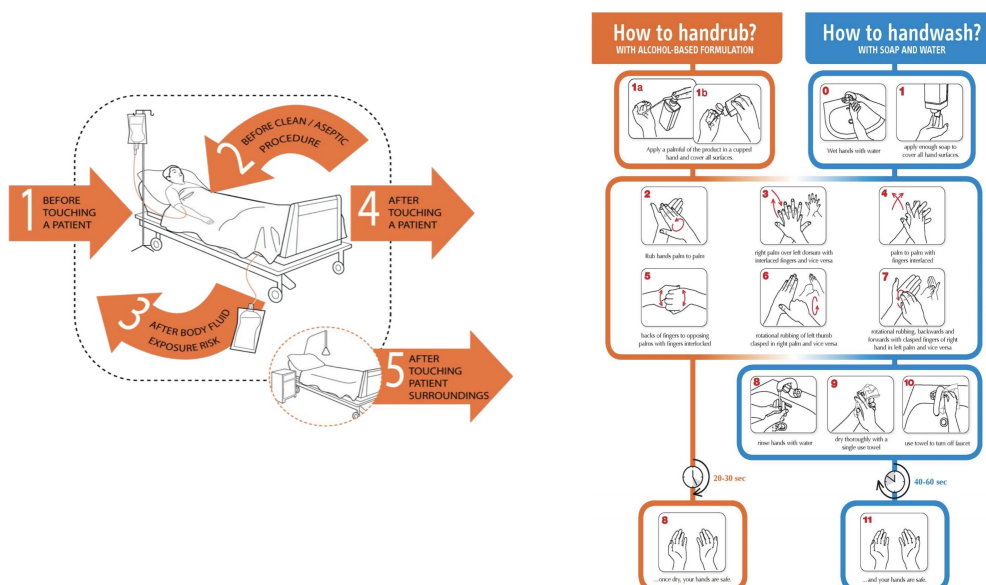 1
BEFORE
TOUCHING
A PATIENT
2
BEFORE CLEAN / ASEPTIC
PROCEDURE
3
AFTER BODY FLUID
EXPOSURE RISK
4
AFTER
TOUCHING
A PATIENT
5
AFTER
TOUCHING
PATIENT
SURROUNDINGS
How to handrub?
WITH ALCOHOL-BASED FORMULATION
How to handwash?
WITH SOAP AND WATER
1a
1b
Apply a palmful of the product in a cupped
hand and cover all surfaces.
0
Wet hands with water
1
apply enough soap to
cover all hand surfaces.
2
Rub hands palm to palm
3
right palm over left dorsum with
interlaced fingers and vice versa
4
palm to palm with
fingers interlaced
5
backs of fingers to opposing
palms with fingers interlocked
6
rotational rubbing of left thumb
clasped in right palm and vice versa
7
rotational rubbing, backwards and
forwards with clasped fingers of right
hand in left palm and vice versa
8
rinse hands with water
9
dry thoroughly with a
single use towel
10
use towel to turn off faucet
20-30 sec
40-60 sec
8
...once dry, your hands are safe.
11
...and your hands are safe.